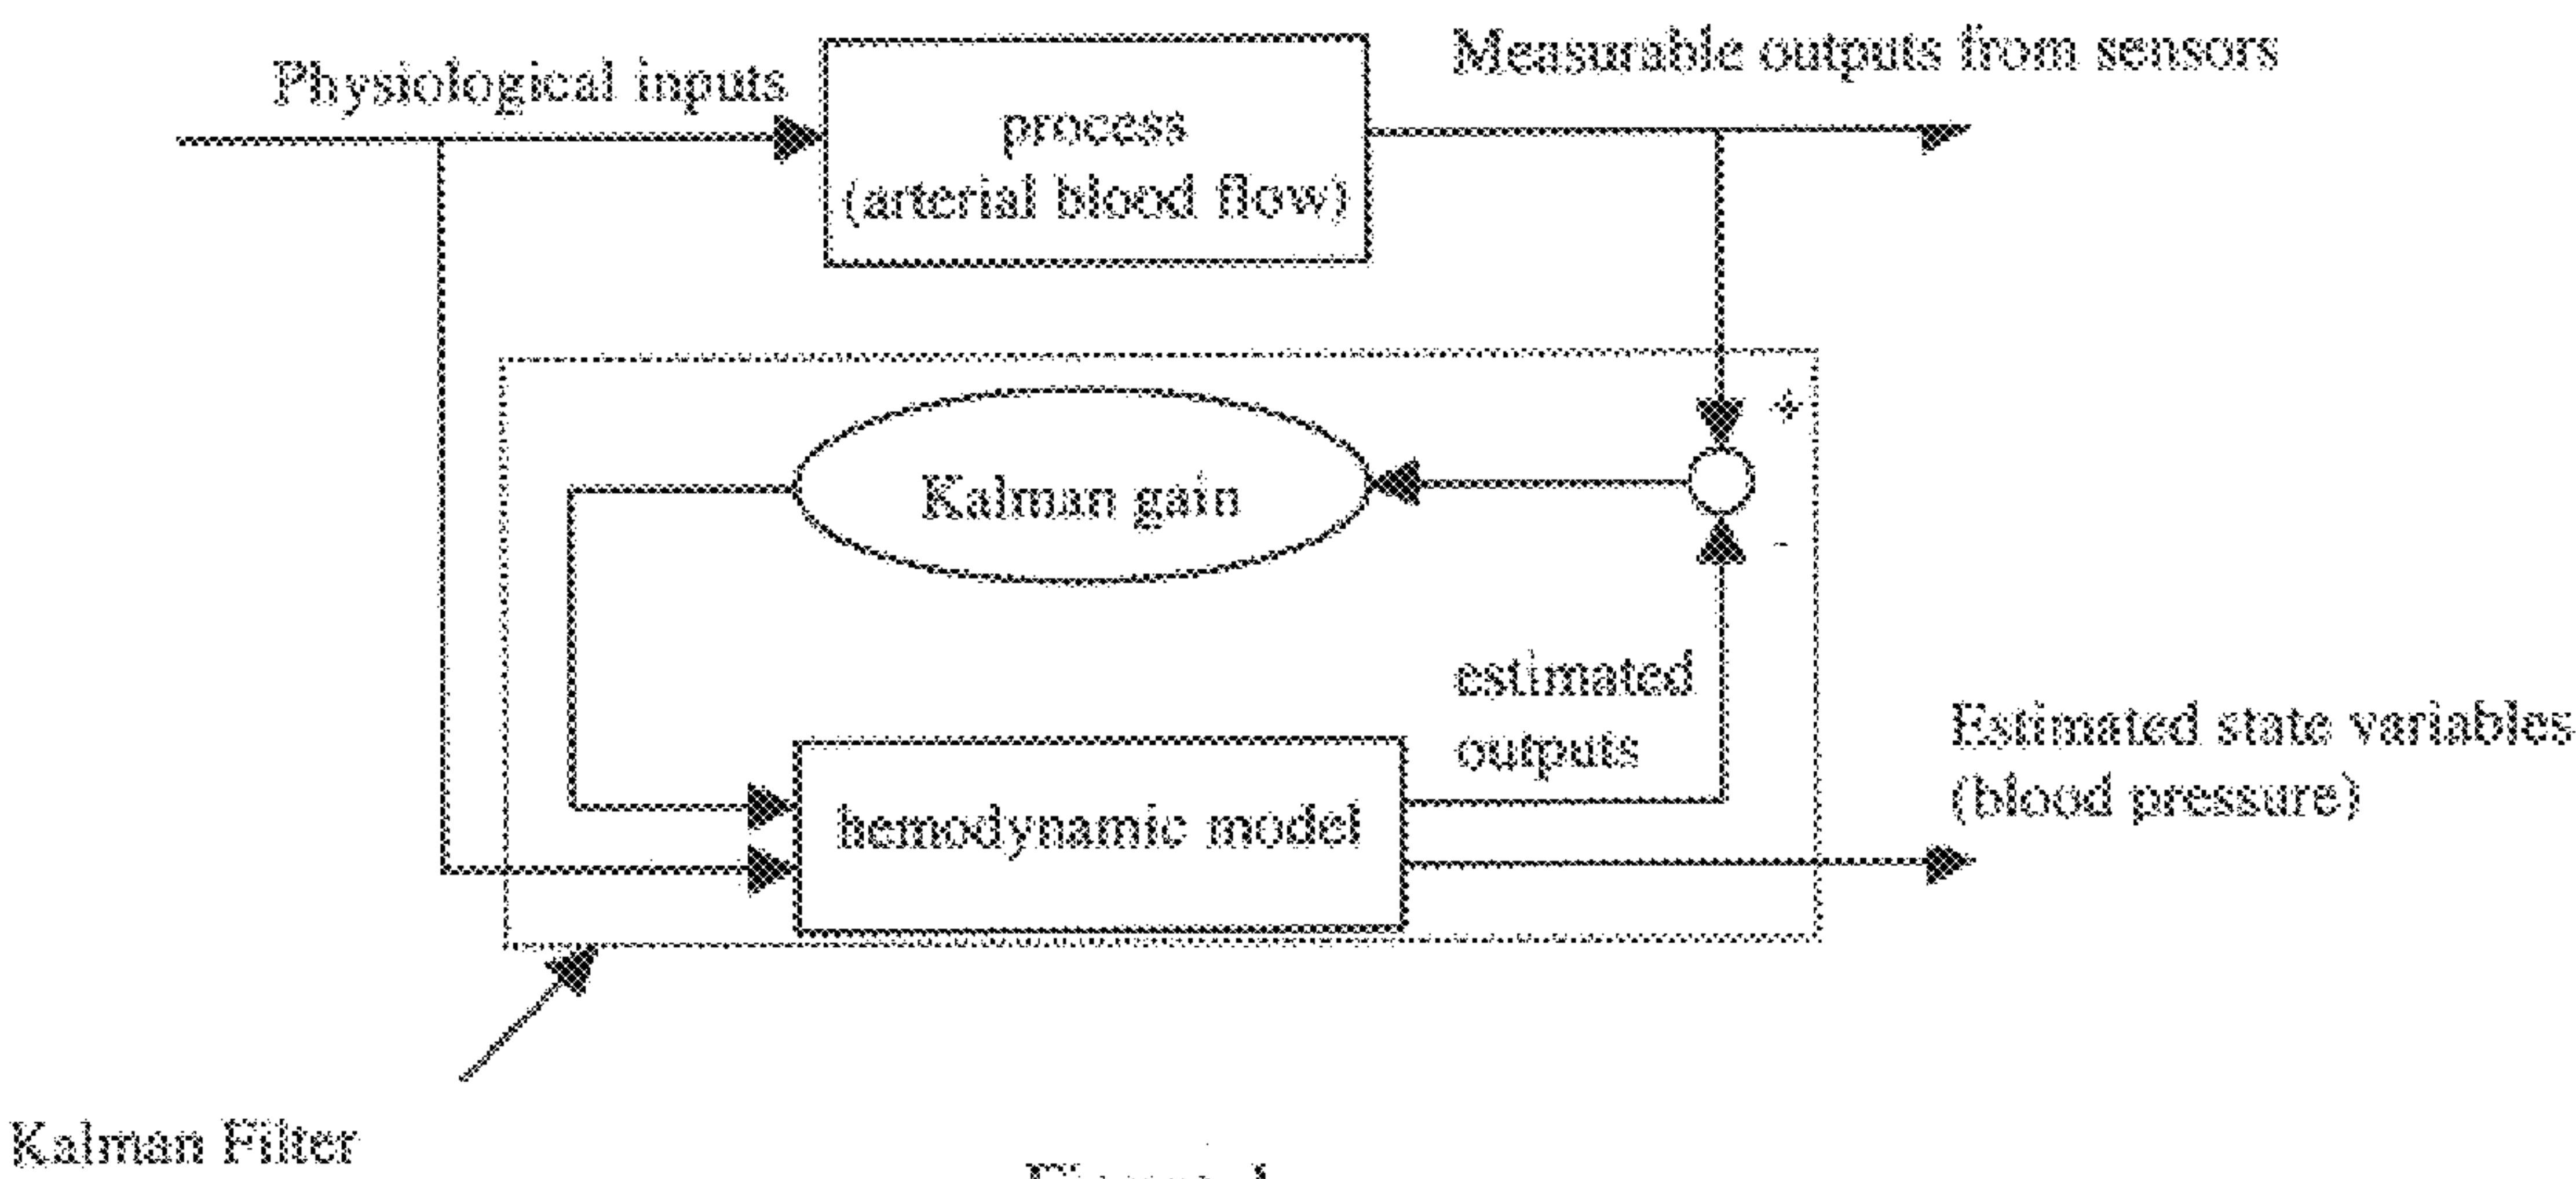 Physiological inputs
Measurable outputs from sensors
process
(arterial blood flow)
+
Kalman gain
-
estimated
outputs
Estimated state variables
(blood pressure)
hemodynamic model
Kalman Filter